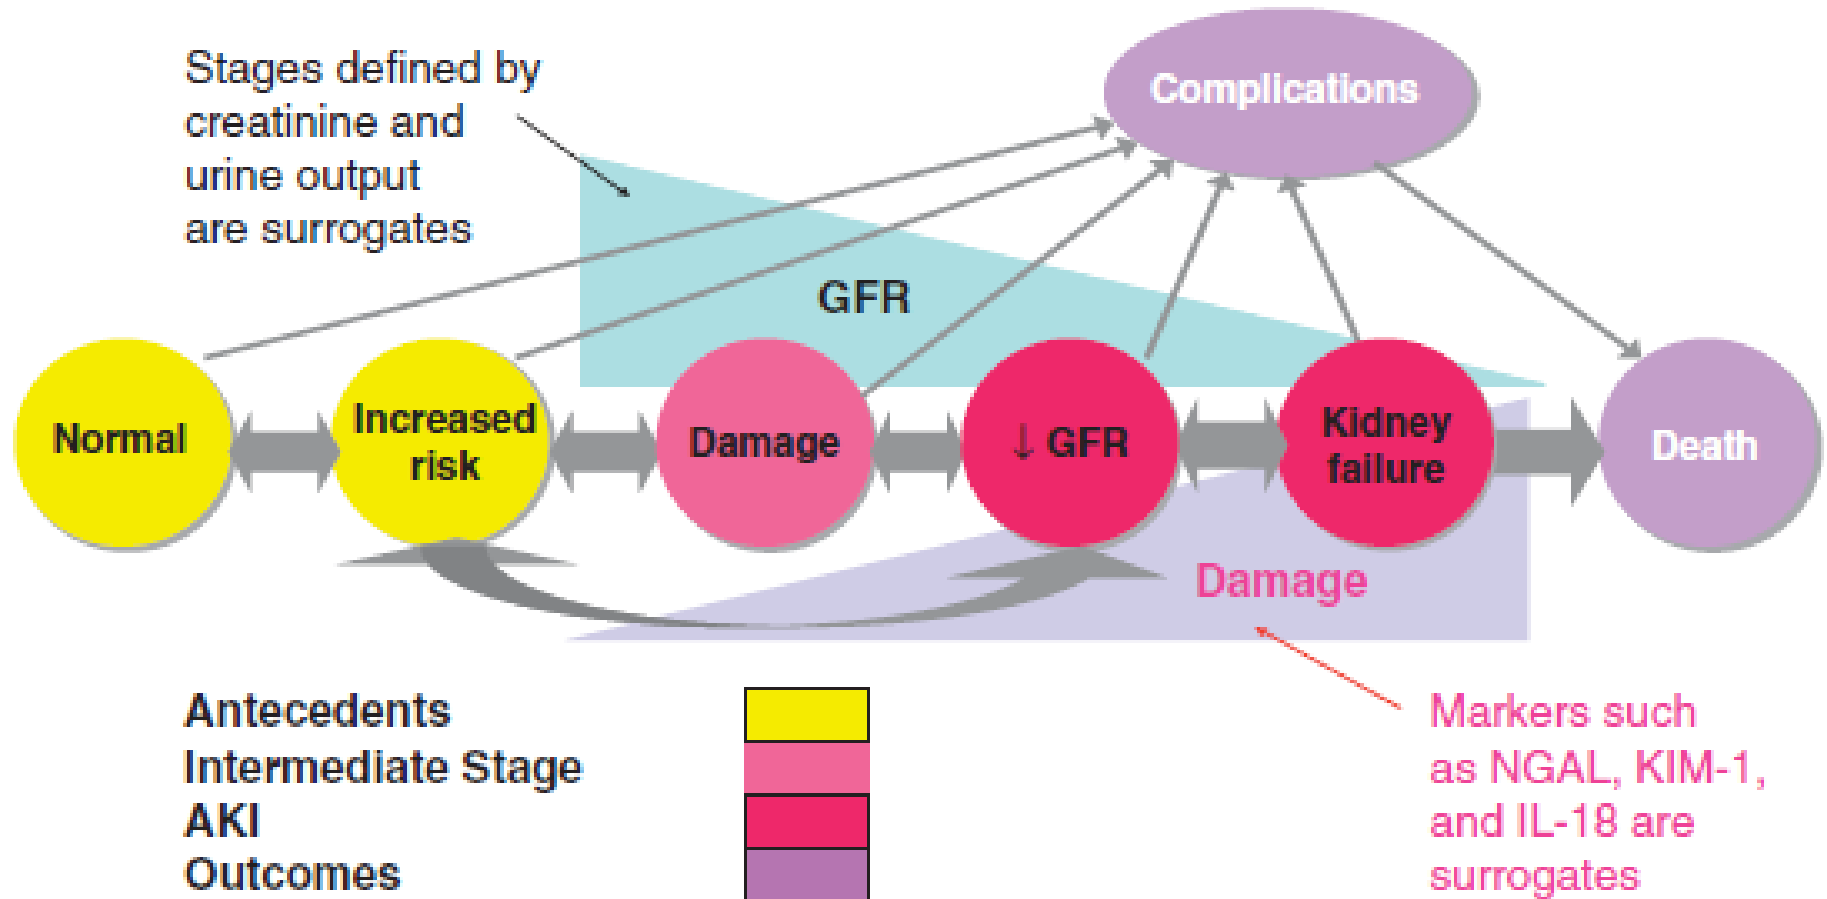 Stages defined by
creatinine and
urine output
are surrogates
Complications
GFR
Normal
Increased
risk
Damage
↓ GFR
Kidney
failure
Death
Damage
Antecedents
Intermediate Stage
AKI
Outcomes
Markers such
as NGAL, KIM-1,
and IL-18 are
surrogates